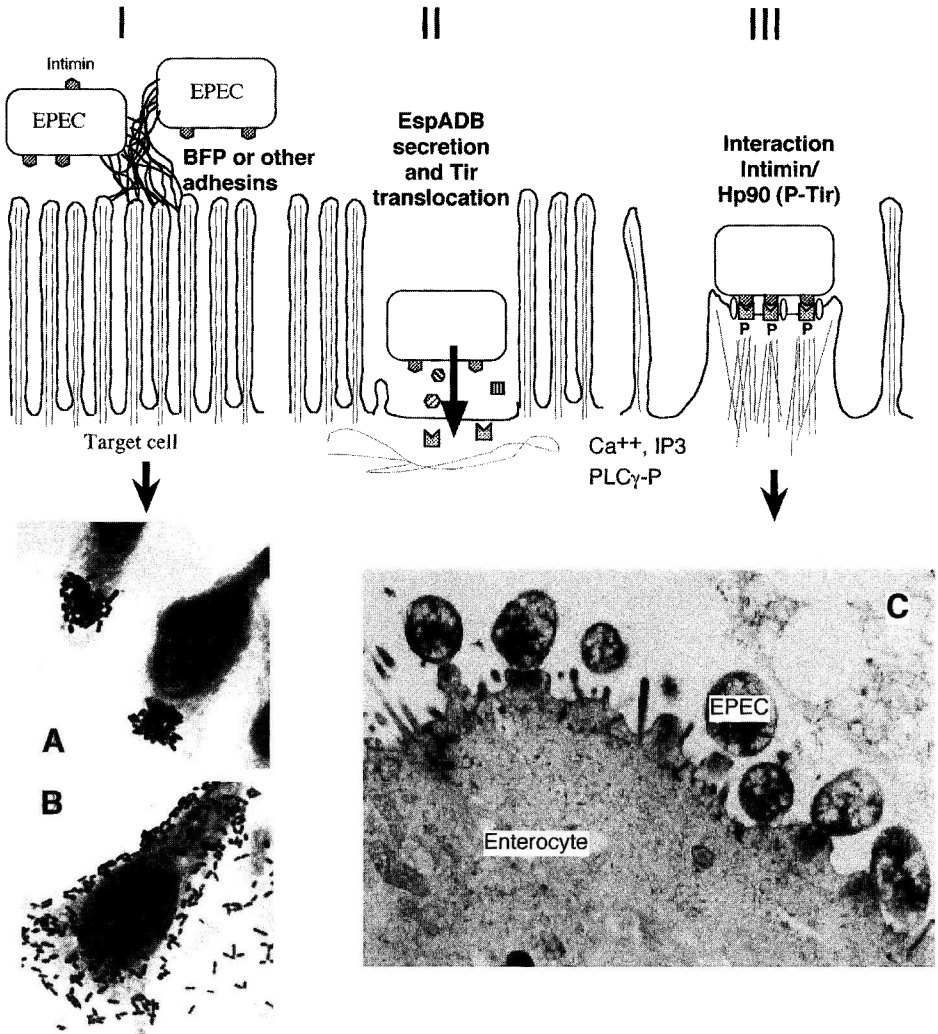 I
II
III
Intimin
EPEC
EPEC
BFP or other
adhesins
EspADB
secretion
and Tir
translocation
Interaction
Intimin/
Hp90 (P-Tir)
P P P
Target cell
Ca++, IP3
PLCγ-P
A
B
C
EPEC
Enterocyte